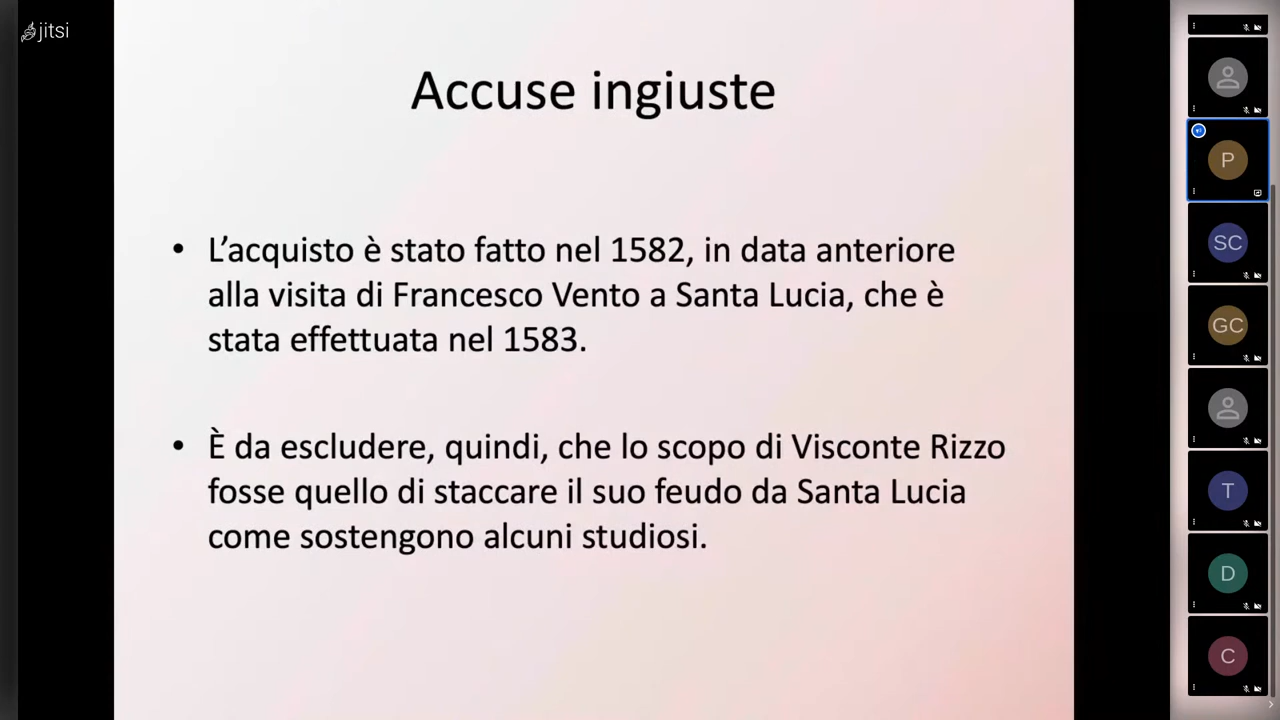 jitsi
Accuse ingiuste
• L’acquisto è stato fatto nel 1582, in data anteriore
alla visita di Francesco Vento a Santa Lucia, che è
stata effettuata nel 1583.
• È da escludere, quindi, che lo scopo di Visconte Rizzo
fosse quello di staccare il suo feudo da Santa Lucia
come sostengono alcuni studiosi.
P
SC
GC
T
D
C